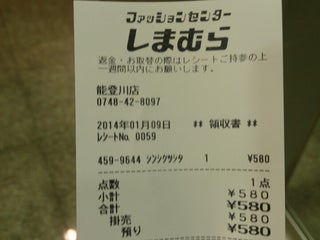 ファッションセンター
しまむら
返金・お取替の際はレシートご持参の上
一週間以内にお願いします。
能登川店
0748-42-8097
2014年01月09日 ** 領収書 **
レシートNo. 0059
459-9644 シンシクサンタ 1 ¥580
点数 1点
小計 ¥580
合計 ¥580
掛売 ¥580
預り ¥580